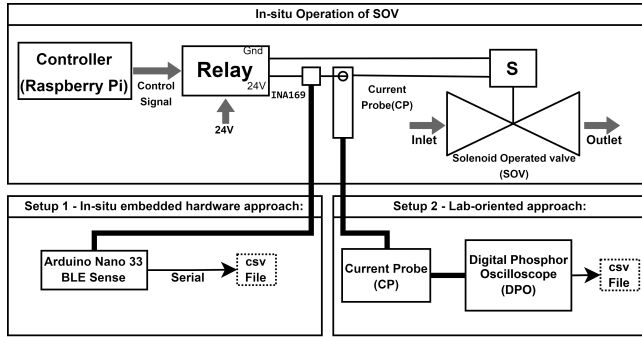 In-situ Operation of SOV
Controller
(Raspberry Pi)
Control
Signal
Relay
Gnd
24V
24V
INA169
Current
Probe(CP)
S
Inlet
Outlet
Solenoid Operated valve
(SOV)
Setup 1 - In-situ embedded hardware approach:
Arduino Nano 33
BLE Sense
Serial
csv
File
Setup 2 - Lab-oriented approach:
Current Probe
(CP)
Digital Phosphor
Oscilloscope
(DPO)
csv
File